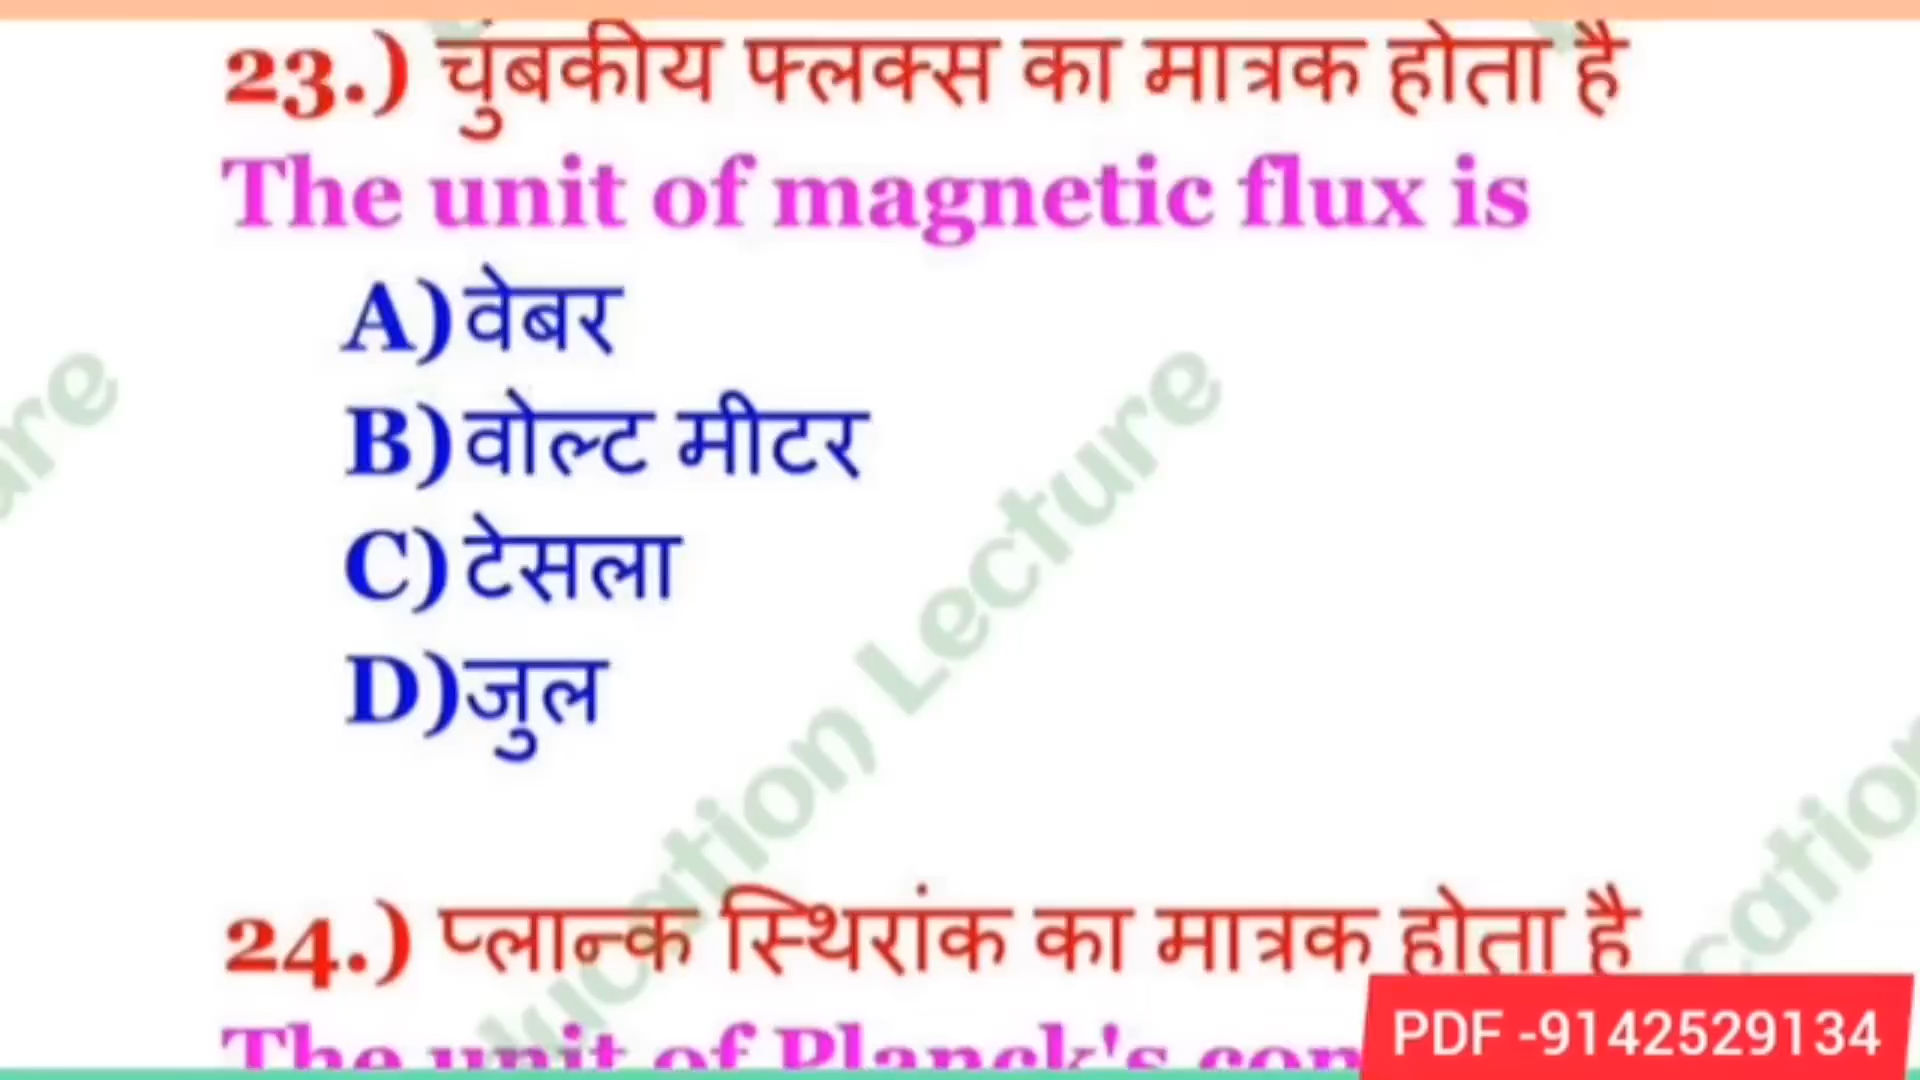 23.) चुंबकीय फ्लक्स का मात्रक होता है
The unit of magnetic flux is
A) वेबर
B) वोल्ट मीटर
C) टेसला
D) जुल
Lecture
24.) प्लान्क स्थिरांक का मात्रक होता है
The unit of Planck's
PDF -9142529134